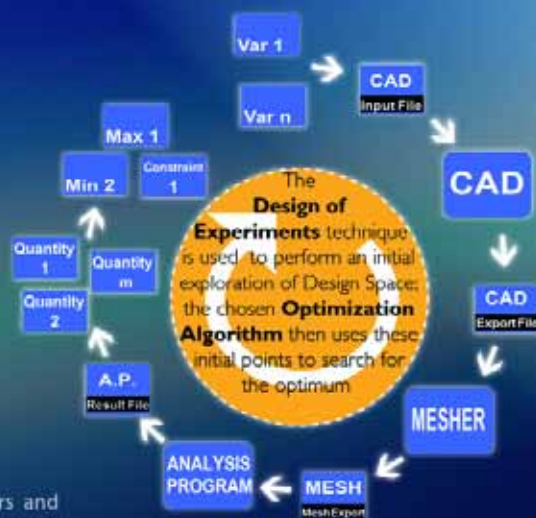 Var 1
Var n
CAD
Input File
CAD
CAD
Export File
MESHER
MESH
Mesh Export
ANALYSIS
PROGRAM
A.P.
Result File
Quantity
1
Quantity
2
Quantity
m
Max 1
Min 2
Constraint
1
The
Design of
Experiments technique
is used to perform an initial
exploration of Design Space;
the chosen Optimization
Algorithm then uses these
initial points to search for
the optimum
rs and